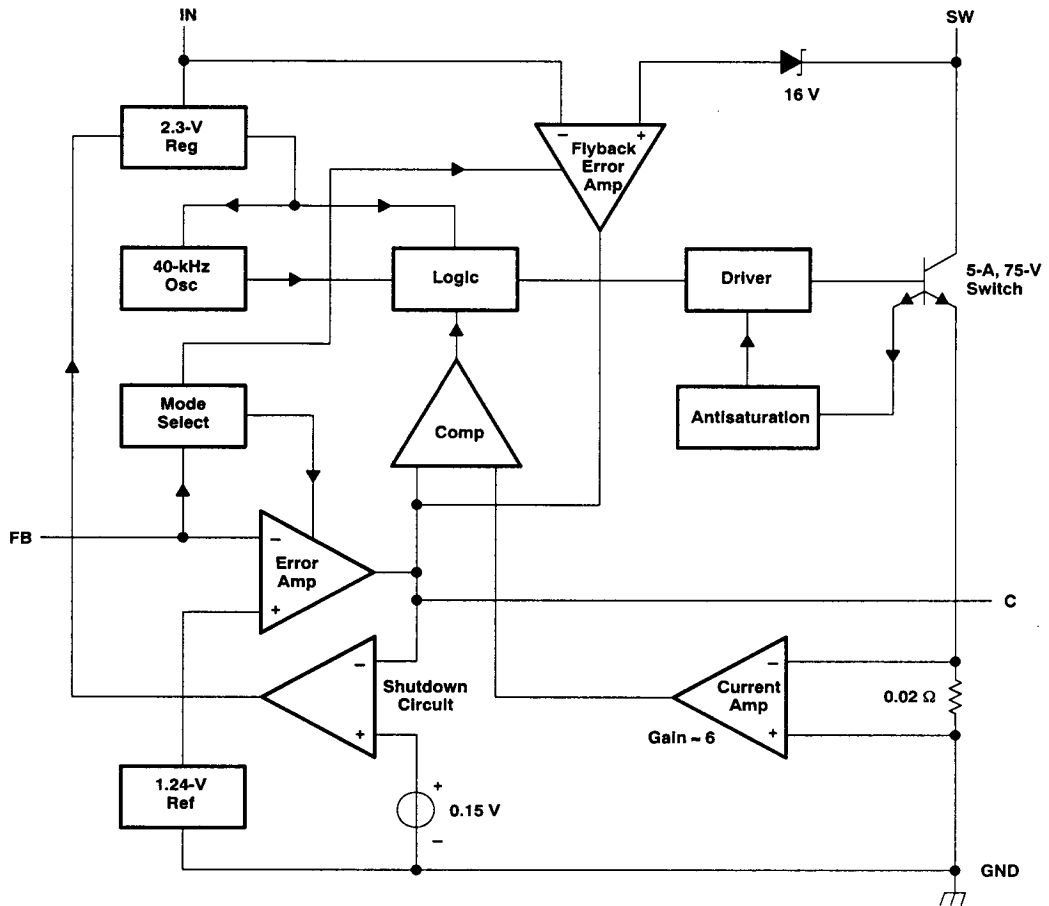 IN
SW
16 V
2.3-V
Reg
−
+
Flyback
Error
Amp
40-kHz
Osc
Logic
Driver
5-A, 75-V
Switch
Mode
Select
Comp
Antisaturation
FB
−
Error
Amp
+
C
−
Shutdown
Circuit
+
−
Current
Amp
+
Gain ~ 6
0.02 Ω
1.24-V
Ref
+
0.15 V
−
GND